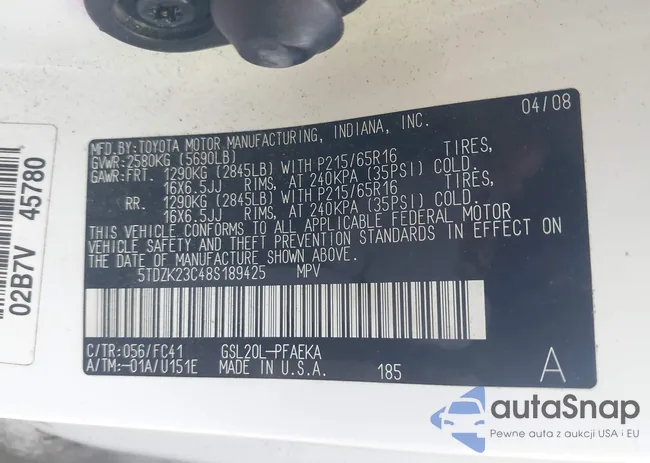 04/08
MFD.BY:TOYOTA MOTOR MANUFACTURING, INDIANA, INC.
GVWR:2580KG (5690LB)
GAWR:FRT. 1290KG (2845LB) WITH P215/65R16 TIRES,
16X6.5JJ RIMS, AT 240KPA (35PSI) COLD.
RR. 1290KG (2845LB) WITH P215/65R16 TIRES,
16X6.5JJ RIMS, AT 240KPA (35PSI) COLD.
THIS VEHICLE CONFORMS TO ALL APPLICABLE FEDERAL MOTOR
VEHICLE SAFETY AND THEFT PREVENTION STANDARDS IN EFFECT ON
THE DATE OF MANUFACTURE SHOWN ABOVE.
5TDZK23C48S189425 MPV
C/TR:056/FC41 GSL20L-PFAEKA
A/TM:-01A/U151E MADE IN U.S.A. 185 A
02B7V 45780
autaSnap
Pewne auta z aukcji USA i EU